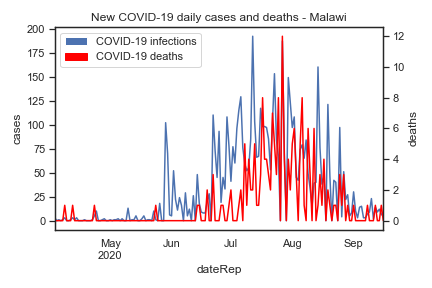 New COVID-19 daily cases and deaths - Malawi
COVID-19 infections
COVID-19 deaths
cases
200
175
150
125
100
75
50
25
0
deaths
12
10
8
6
4
2
0
May
2020
Jun
Jul
Aug
Sep
dateRep